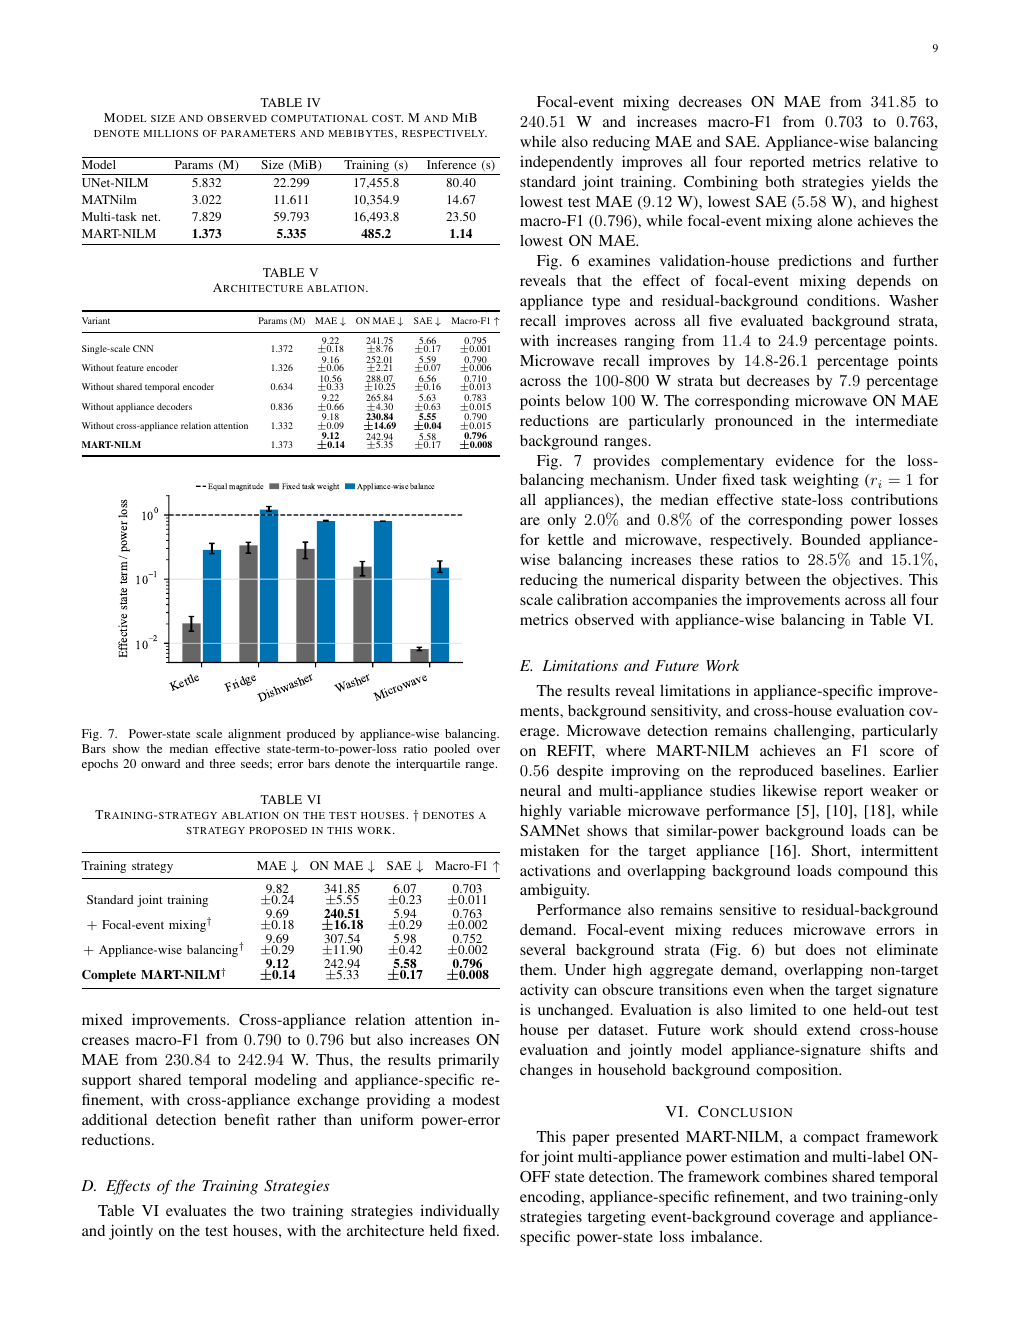 9
TABLE IV
MODEL SIZE AND OBSERVED COMPUTATIONAL COST. M AND MIB
DENOTE MILLIONS OF PARAMETERS AND MEBIBYTES, RESPECTIVELY.
Model Params (M) Size (MiB) Training (s) Inference (s)
UNet-NILM 5.832 22.299 17,455.8 80.40
MATNilm 3.022 11.611 10,354.9 14.67
Multi-task net. 7.829 59.793 16,493.8 23.50
MART-NILM 1.373 5.335 485.2 1.14
TABLE V
ARCHITECTURE ABLATION.
Variant Params (M) MAE ↓ ON MAE ↓ SAE ↓ Macro-F1 ↑
9.22 241.75 5.66 0.795
Single-scale CNN 1.372 ±0.18 ±8.76 ±0.17 ±0.001
9.16 252.01 5.59 0.790
Without feature encoder 1.326 ±0.06 ±2.21 ±0.07 ±0.006
10.56 288.07 6.56 0.710
Without shared temporal encoder 0.634 ±0.33 ±10.25 ±0.16 ±0.013
9.22 265.84 5.63 0.783
Without appliance decoders 0.836 ±0.66 ±4.30 ±0.63 ±0.015
9.18 230.84 5.55 0.790
Without cross-appliance relation attention 1.332 ±0.09 ±14.69 ±0.04 ±0.015
9.12 242.94 5.58 0.796
MART-NILM 1.373 ±0.14 ±5.35 ±0.17 ±0.008
Equal magnitude Fixed task weight Appliance-wise balance
Effective state term / power loss
10⁰
10⁻¹
10⁻²
Kettle Fridge Dishwasher Washer Microwave
Fig. 7. Power-state scale alignment produced by appliance-wise balancing.
Bars show the median effective state-term-to-power-loss ratio pooled over
epochs 20 onward and three seeds; error bars denote the interquartile range.
TABLE VI
TRAINING-STRATEGY ABLATION ON THE TEST HOUSES. † DENOTES A
STRATEGY PROPOSED IN THIS WORK.
Training strategy MAE ↓ ON MAE ↓ SAE ↓ Macro-F1 ↑
9.82 341.85 6.07 0.703
Standard joint training ±0.24 ±5.55 ±0.23 ±0.011
9.69 240.51 5.94 0.763
+ Focal-event mixing† ±0.18 ±16.18 ±0.29 ±0.002
9.69 307.54 5.98 0.752
+ Appliance-wise balancing† ±0.29 ±11.90 ±0.42 ±0.002
9.12 242.94 5.58 0.796
Complete MART-NILM† ±0.14 ±5.33 ±0.17 ±0.008
mixed improvements. Cross-appliance relation attention in-
creases macro-F1 from 0.790 to 0.796 but also increases ON
MAE from 230.84 to 242.94 W. Thus, the results primarily
support shared temporal modeling and appliance-specific re-
finement, with cross-appliance exchange providing a modest
additional detection benefit rather than uniform power-error
reductions.
D. Effects of the Training Strategies
Table VI evaluates the two training strategies individually
and jointly on the test houses, with the architecture held fixed.
Focal-event mixing decreases ON MAE from 341.85 to
240.51 W and increases macro-F1 from 0.703 to 0.763,
while also reducing MAE and SAE. Appliance-wise balancing
independently improves all four reported metrics relative to
standard joint training. Combining both strategies yields the
lowest test MAE (9.12 W), lowest SAE (5.58 W), and highest
macro-F1 (0.796), while focal-event mixing alone achieves the
lowest ON MAE.
Fig. 6 examines validation-house predictions and further
reveals that the effect of focal-event mixing depends on
appliance type and residual-background conditions. Washer
recall improves across all five evaluated background strata,
with increases ranging from 11.4 to 24.9 percentage points.
Microwave recall improves by 14.8-26.1 percentage points
across the 100-800 W strata but decreases by 7.9 percentage
points below 100 W. The corresponding microwave ON MAE
reductions are particularly pronounced in the intermediate
background ranges.
Fig. 7 provides complementary evidence for the loss-
balancing mechanism. Under fixed task weighting (rᵢ = 1 for
all appliances), the median effective state-loss contributions
are only 2.0% and 0.8% of the corresponding power losses
for kettle and microwave, respectively. Bounded appliance-
wise balancing increases these ratios to 28.5% and 15.1%,
reducing the numerical disparity between the objectives. This
scale calibration accompanies the improvements across all four
metrics observed with appliance-wise balancing in Table VI.
E. Limitations and Future Work
The results reveal limitations in appliance-specific improve-
ments, background sensitivity, and cross-house evaluation cov-
erage. Microwave detection remains challenging, particularly
on REFIT, where MART-NILM achieves an F1 score of
0.56 despite improving on the reproduced baselines. Earlier
neural and multi-appliance studies likewise report weaker or
highly variable microwave performance [5], [10], [18], while
SAMNet shows that similar-power background loads can be
mistaken for the target appliance [16]. Short, intermittent
activations and overlapping background loads compound this
ambiguity.
Performance also remains sensitive to residual-background
demand. Focal-event mixing reduces microwave errors in
several background strata (Fig. 6) but does not eliminate
them. Under high aggregate demand, overlapping non-target
activity can obscure transitions even when the target signature
is unchanged. Evaluation is also limited to one held-out test
house per dataset. Future work should extend cross-house
evaluation and jointly model appliance-signature shifts and
changes in household background composition.
VI. CONCLUSION
This paper presented MART-NILM, a compact framework
for joint multi-appliance power estimation and multi-label ON-
OFF state detection. The framework combines shared temporal
encoding, appliance-specific refinement, and two training-only
strategies targeting event-background coverage and appliance-
specific power-state loss imbalance.